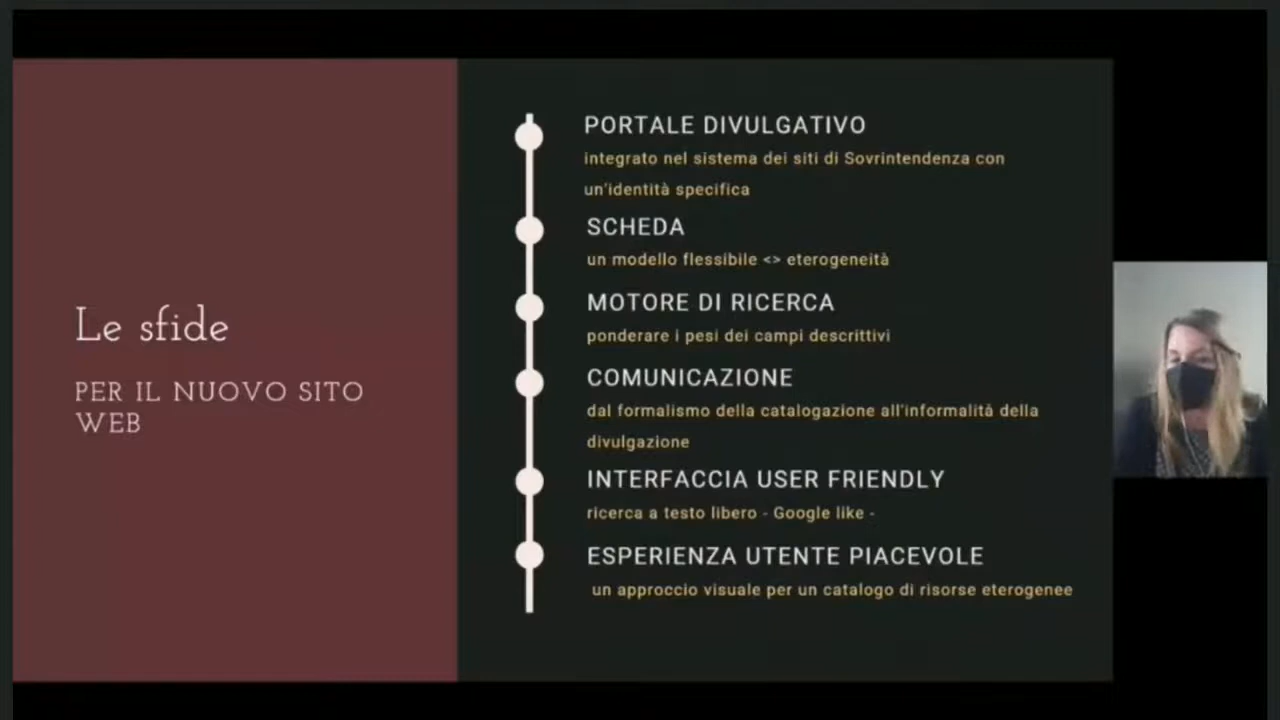 Le sfide
PER IL NUOVO SITO
WEB
PORTALE DIVULGATIVO
integrato nel sistema dei siti di Sovrintendenza con
un'identità specifica
SCHEDA
un modello flessibile <> eterogeneità
MOTORE DI RICERCA
ponderare i pesi dei campi descrittivi
COMUNICAZIONE
dal formalismo della catalogazione all'informalità della
divulgazione
INTERFACCIA USER FRIENDLY
ricerca a testo libero - Google like -
ESPERIENZA UTENTE PIACEVOLE
un approccio visuale per un catalogo di risorse eterogenee